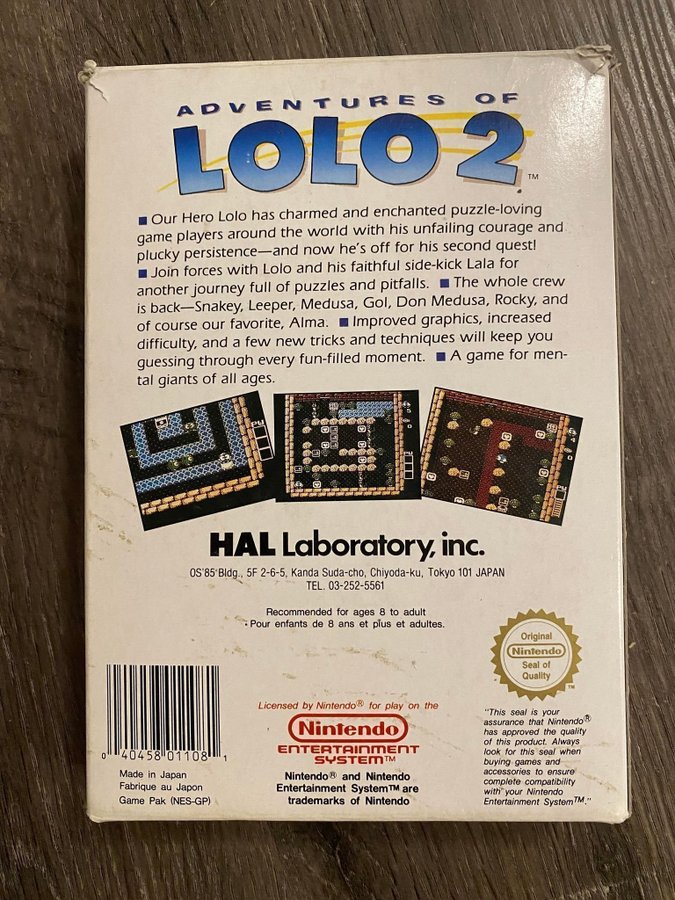 ADVENTURES OF
LOLO 2 ™
■ Our Hero Lolo has charmed and enchanted puzzle-loving
game players around the world with his unfailing courage and
plucky persistence—and now he's off for his second quest!
■ Join forces with Lolo and his faithful side-kick Lala for
another journey full of puzzles and pitfalls. ■ The whole crew
is back—Snakey, Leeper, Medusa, Gol, Don Medusa, Rocky, and
of course our favorite, Alma. ■ Improved graphics, increased
difficulty, and a few new tricks and techniques will keep you
guessing through every fun-filled moment. ■ A game for men-
tal giants of all ages.
HAL Laboratory, inc.
OS'85 Bldg., 5F 2-6-5, Kanda Suda-cho, Chiyoda-ku, Tokyo 101 JAPAN
TEL. 03-252-5561
Recommended for ages 8 to adult
Pour enfants de 8 ans et plus et adultes.
Original
Nintendo
Seal of
Quality
™
0 40458 01108 1
Made in Japan
Fabrique au Japon
Game Pak (NES-GP)
Licensed by Nintendo® for play on the
Nintendo
ENTERTAINMENT
SYSTEM™
Nintendo® and Nintendo
Entertainment System™ are
trademarks of Nintendo
"This seal is your
assurance that Nintendo®
has approved the quality
of this product. Always
look for this seal when
buying games and
accessories to ensure
complete compatibility
with your Nintendo
Entertainment System™."